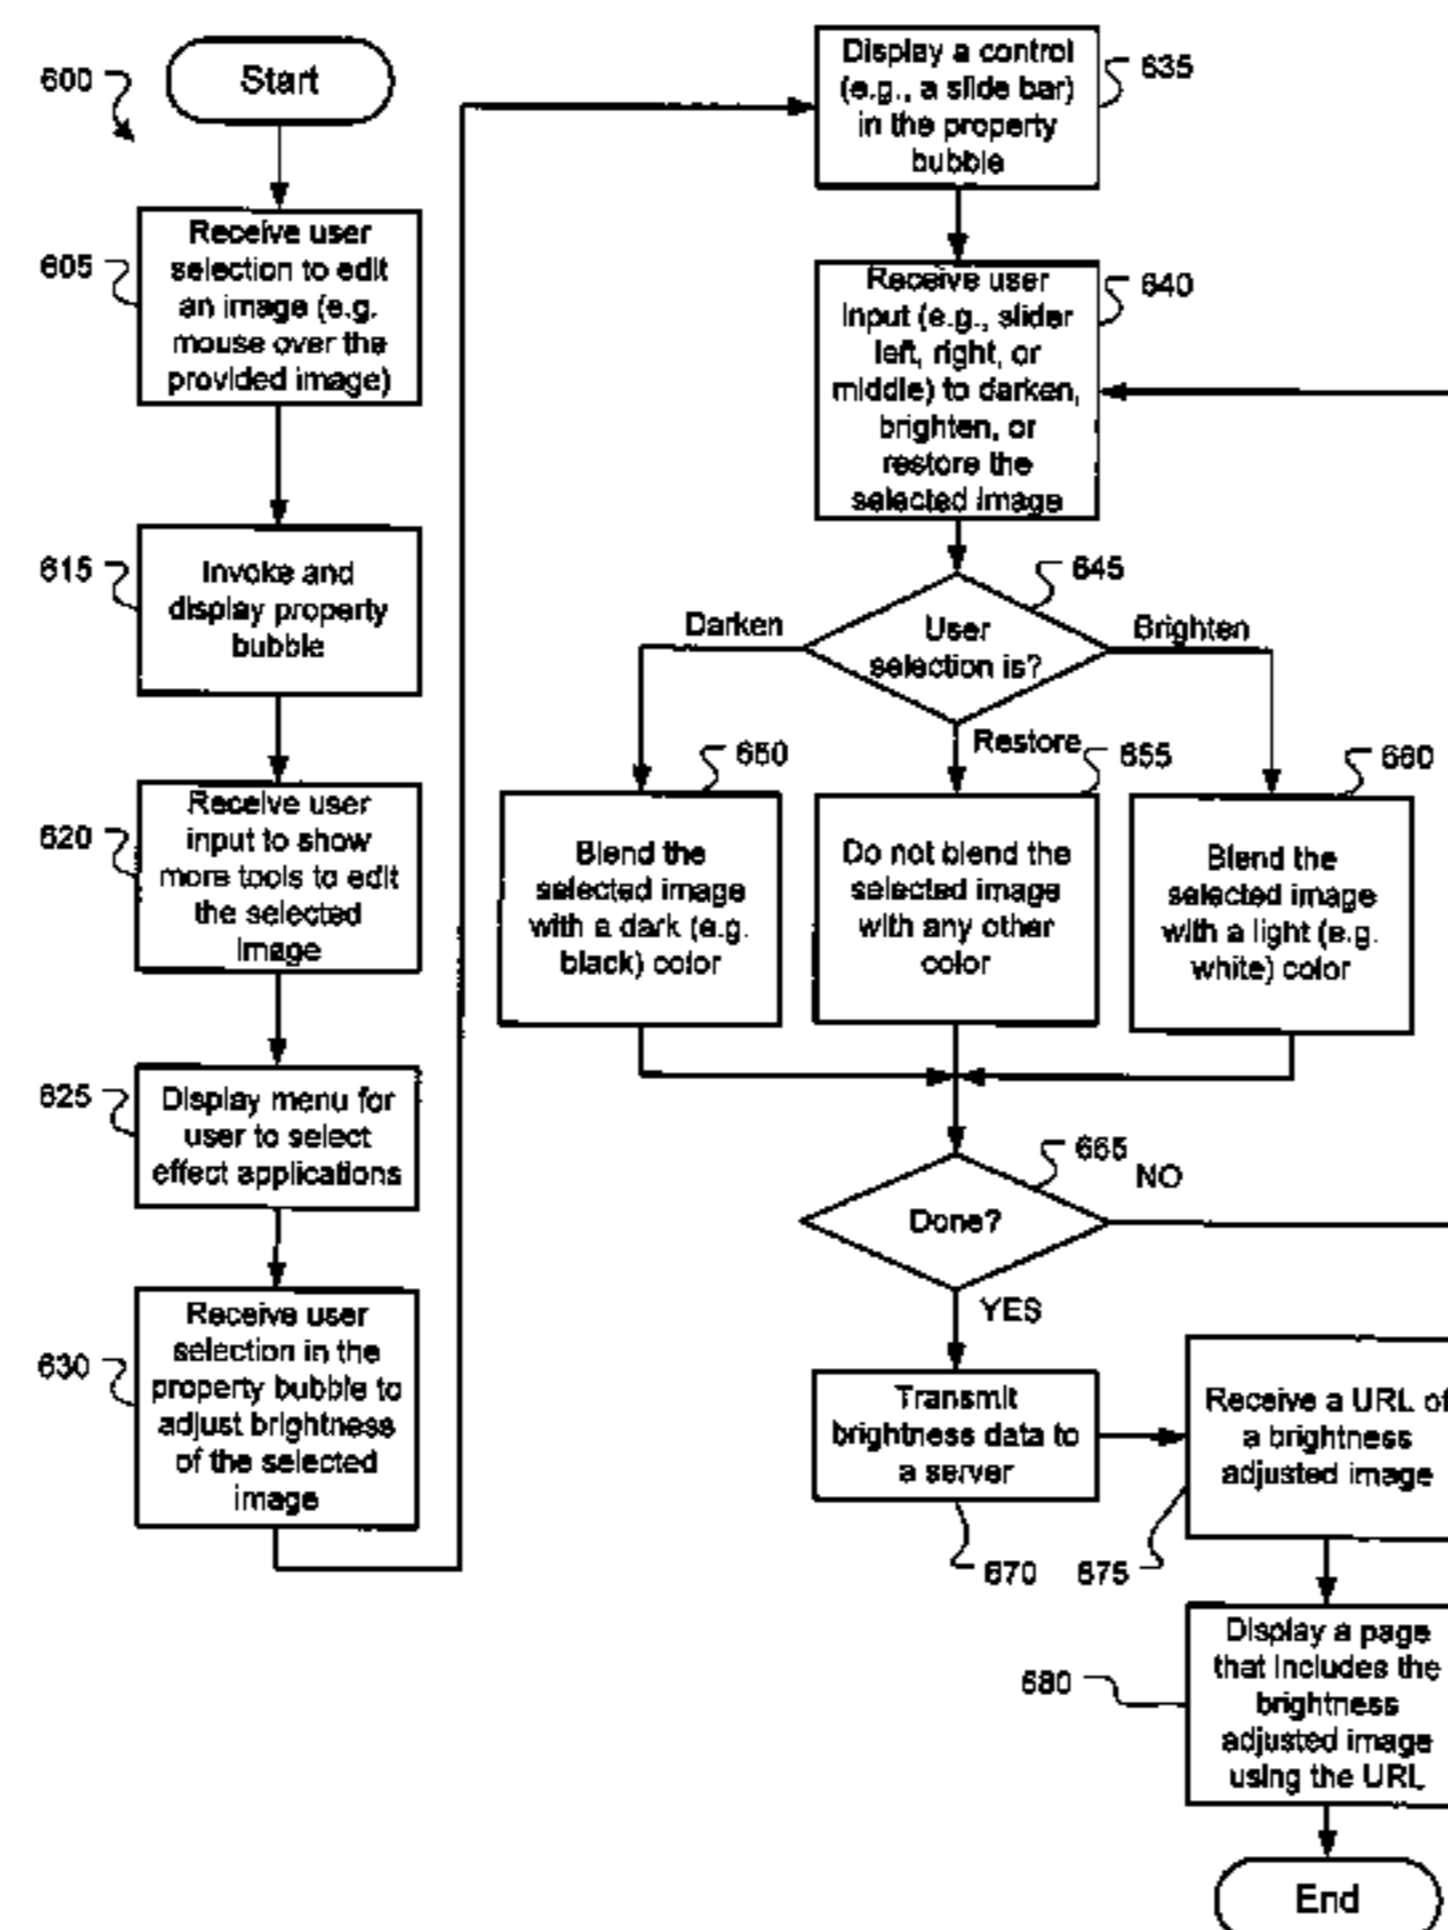 600
Start
605
Receive user
selection to edit
an image (e.g.
mouse over the
provided image)
615
Invoke and
display property
bubble
620
Receive user
input to show
more tools to edit
the selected
image
625
Display menu for
user to select
effect applications
630
Receive user
selection in the
property bubble to
adjust brightness
of the selected
image
635
Display a control
(e.g., a slide bar)
in the property
bubble
640
Receive user
input (e.g., slider
left, right, or
middle) to darken,
brighten, or
restore the
selected image
645
User
selection is?
Darken
Restore
Brighten
650
Blend the
selected image
with a dark (e.g.
black) color
655
Do not blend the
selected image
with any other
color
660
Blend the
selected image
with a light (e.g.
white) color
665
Done?
NO
YES
Transmit
brightness data to
a server
670
Receive a URL of
a brightness
adjusted image
675
680
Display a page
that includes the
brightness
adjusted image
using the URL
End